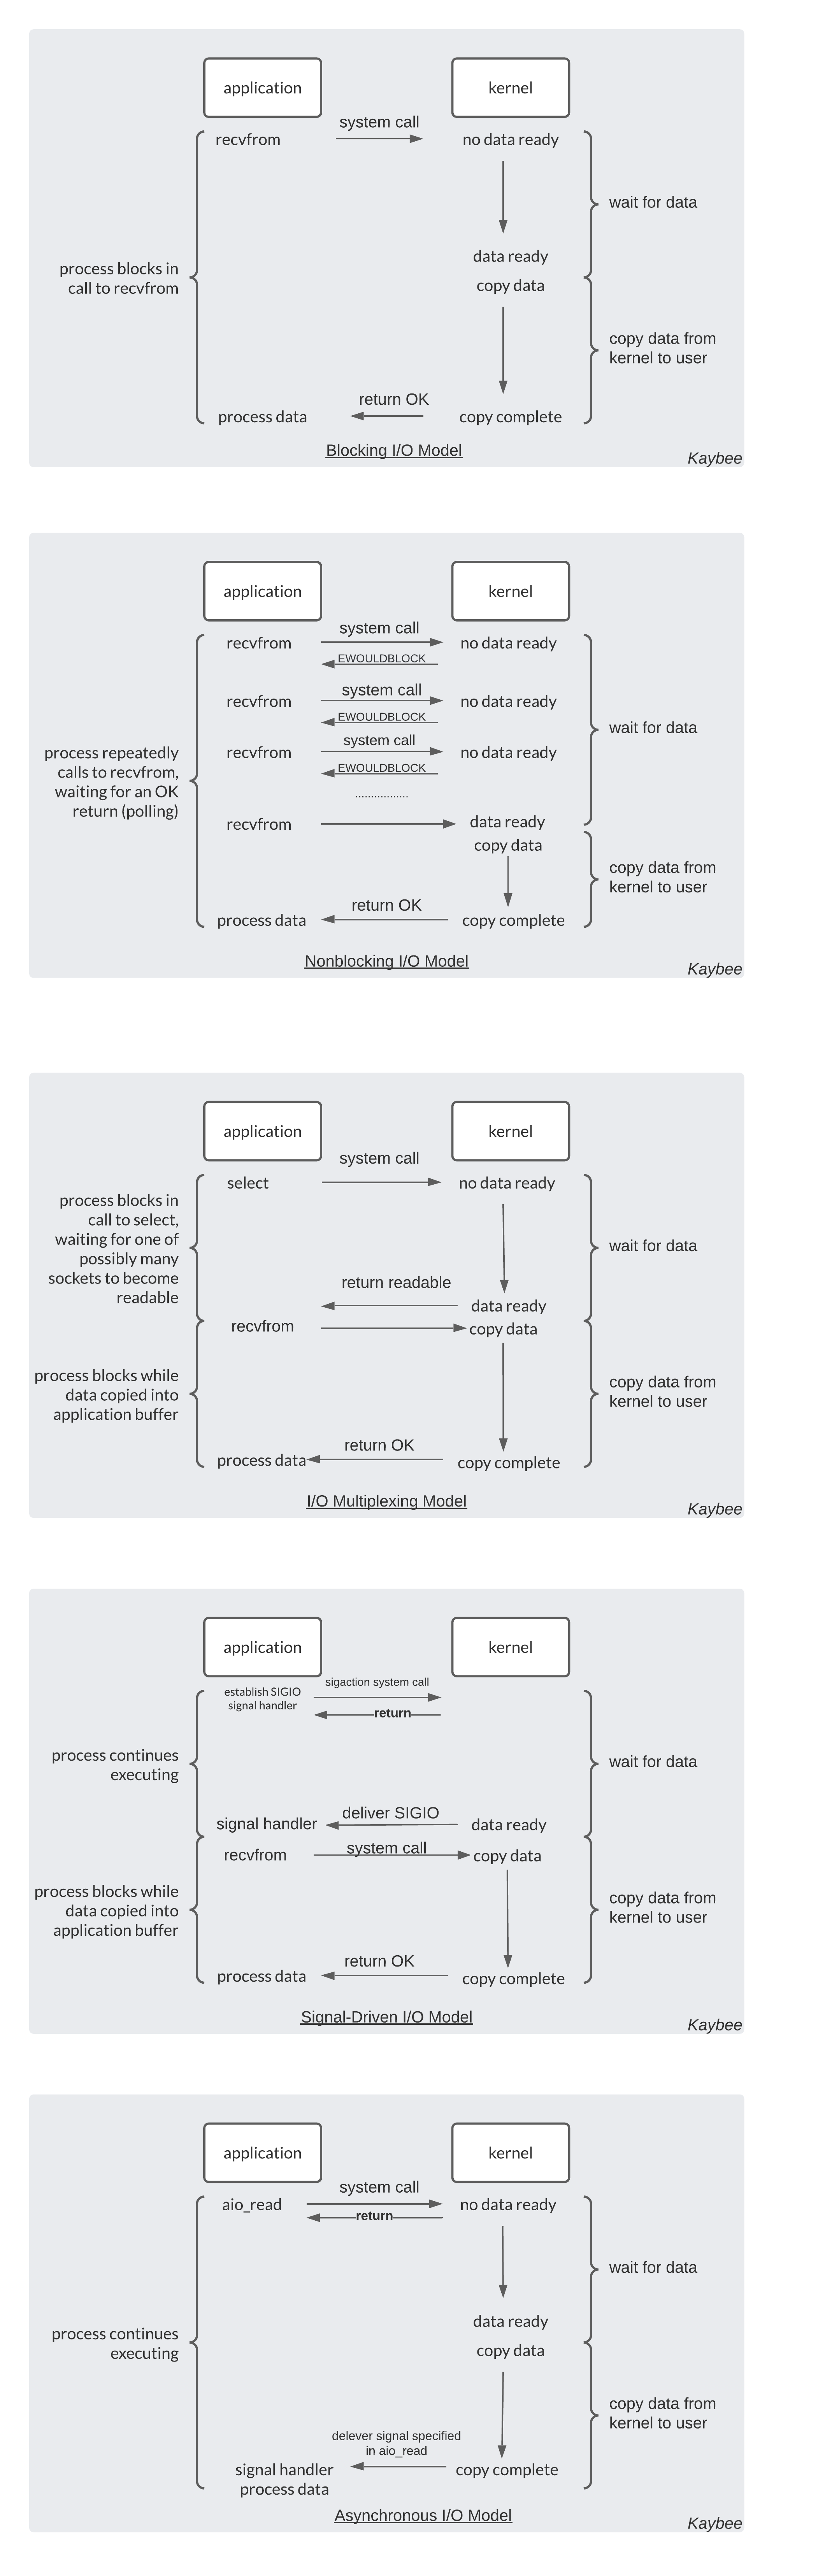 application
kernel
system call
recvfrom
no data ready
wait for data
data ready
process blocks in
call to recvfrom
copy data
copy data from
kernel to user
return OK
process data
copy complete
Blocking I/O Model
Kaybee
application
kernel
system call
recvfrom
no data ready
EWOULDBLOCK
system call
recvfrom
no data ready
EWOULDBLOCK
wait for data
system call
recvfrom
no data ready
EWOULDBLOCK
process repeatedly
calls to recvfrom,
waiting for an OK
return (polling)
.................
recvfrom
data ready
copy data
copy data from
kernel to user
return OK
process data
copy complete
Nonblocking I/O Model
Kaybee
application
kernel
system call
select
no data ready
process blocks in
call to select,
waiting for one of
possibly many
sockets to become
readable
wait for data
return readable
data ready
recvfrom
copy data
process blocks while
data copied into
application buffer
copy data from
kernel to user
return OK
process data
copy complete
I/O Multiplexing Model
Kaybee
application
kernel
sigaction system call
establish SIGIO
signal handler
return
process continues
executing
wait for data
deliver SIGIO
signal handler
data ready
system call
recvfrom
copy data
process blocks while
data copied into
application buffer
copy data from
kernel to user
return OK
process data
copy complete
Signal-Driven I/O Model
Kaybee
application
kernel
system call
aio_read
no data ready
return
wait for data
data ready
process continues
executing
copy data
copy data from
kernel to user
delever signal specified
in aio_read
signal handler
process data
copy complete
Asynchronous I/O Model
Kaybee